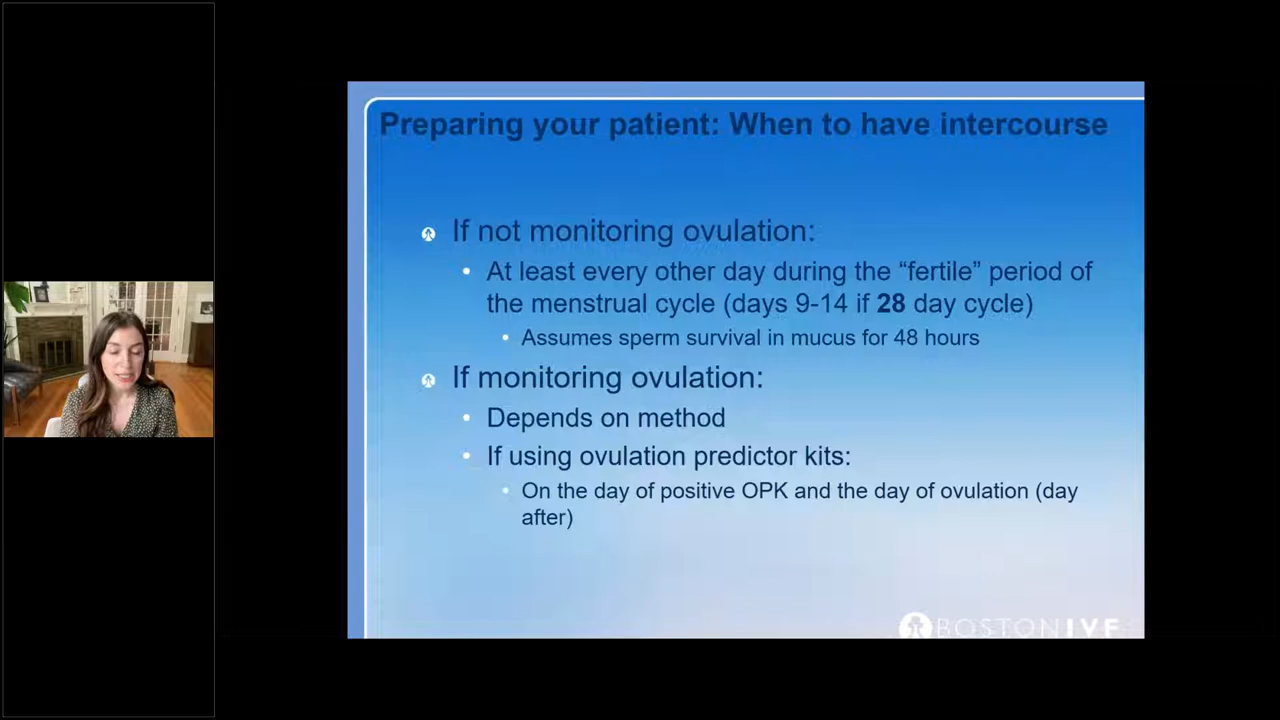 Preparing your patient: When to have intercourse
If not monitoring ovulation:
• At least every other day during the “fertile” period of
the menstrual cycle (days 9-14 if 28 day cycle)
• Assumes sperm survival in mucus for 48 hours
If monitoring ovulation:
• Depends on method
• If using ovulation predictor kits:
• On the day of positive OPK and the day of ovulation (day
after)
BOSTON IVF